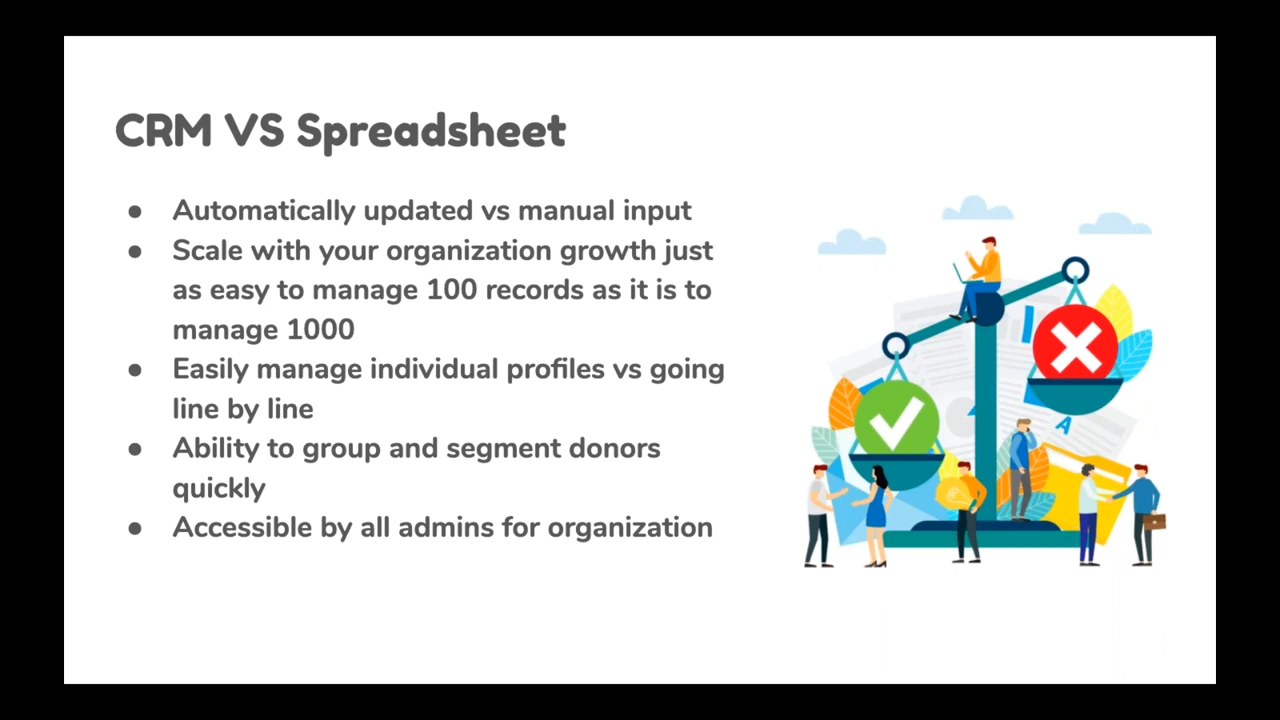 CRM VS Spreadsheet
● Automatically updated vs manual input
● Scale with your organization growth just
as easy to manage 100 records as it is to
manage 1000
● Easily manage individual profiles vs going
line by line
● Ability to group and segment donors
quickly
● Accessible by all admins for organization
A